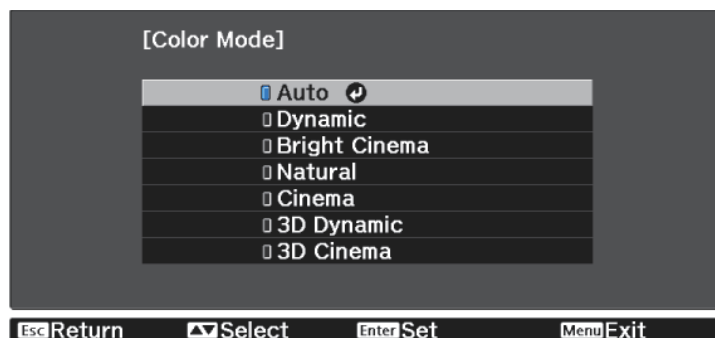 [Color Mode]
Auto
Dynamic
Bright Cinema
Natural
Cinema
3D Dynamic
3D Cinema
Esc Return Select Enter Set Menu Exit